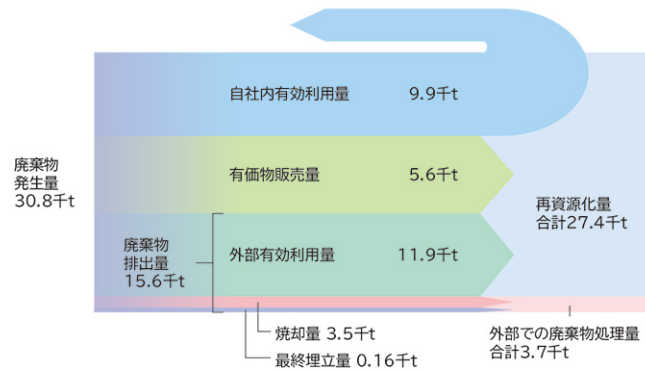 自社内有効利用量 9.9千t
有価物販売量 5.6千t
廃棄物
発生量
30.8千t
再資源化量
合計27.4千t
廃棄物
排出量
15.6千t
外部有効利用量 11.9千t
焼却量 3.5千t
最終埋立量 0.16千t
外部での廃棄物処理量
合計3.7千t